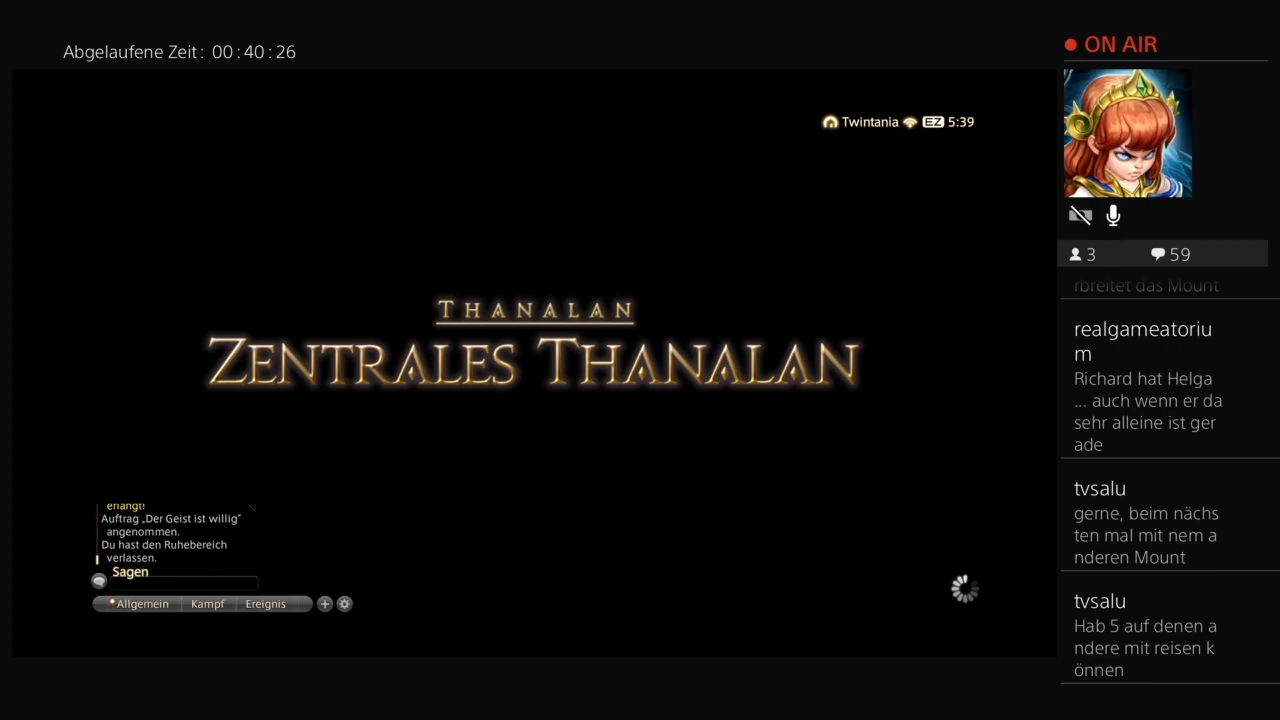 Abgelaufene Zeit: 00:40:26
ON AIR
Twintania EZ 5:39
3 59
rbreitet das Mount
THANALAN
ZENTRALES THANALAN
realgameatoriu
m
Richard hat Helga
... auch wenn er da
sehr alleine ist ger
ade
tvsalu
gerne, beim nächs
ten mal mit nem a
nderen Mount
tvsalu
Hab 5 auf denen a
ndere mit reisen k
önnen
erlangt!
Auftrag „Der Geist ist willig“
angenommen.
Du hast den Ruhebereich
verlassen.
Sagen
Allgemein Kampf Ereignis